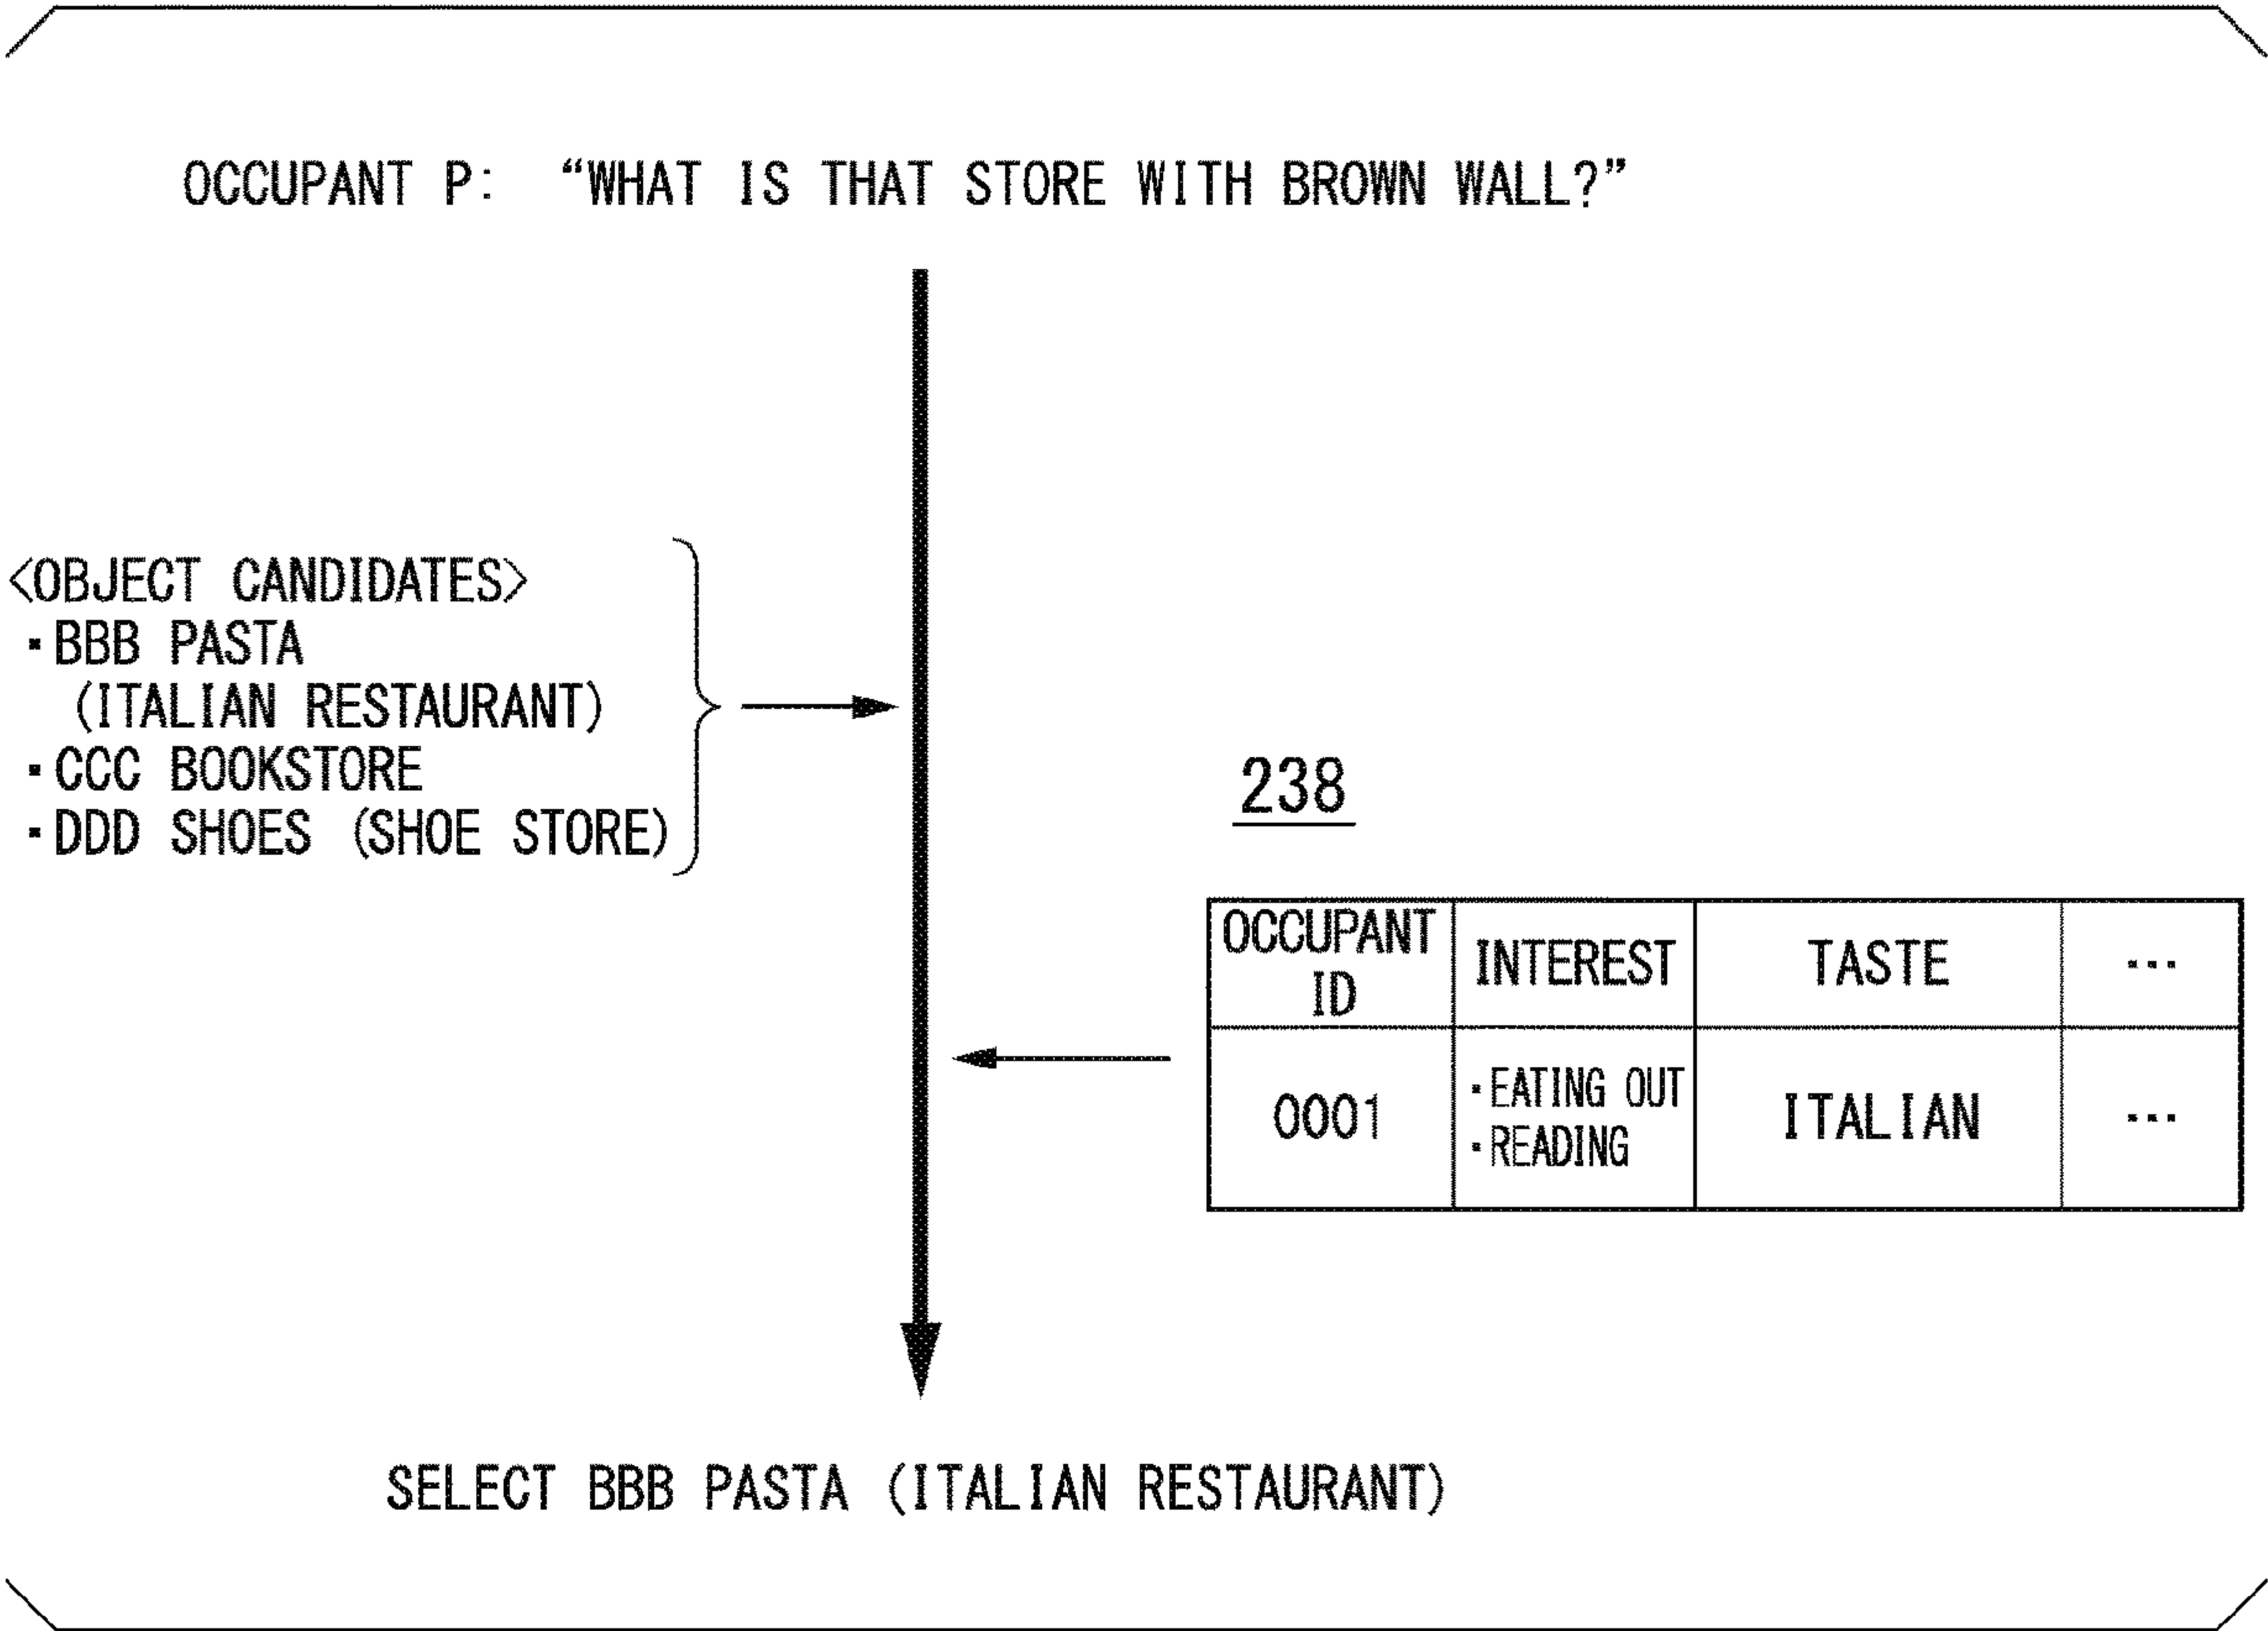 OCCUPANT P: “WHAT IS THAT STORE WITH BROWN WALL?”
<OBJECT CANDIDATES>
・BBB PASTA
(ITALIAN RESTAURANT)
・CCC BOOKSTORE
・DDD SHOES (SHOE STORE)
238
OCCUPANT
ID
INTEREST
TASTE
...
0001
・EATING OUT
・READING
ITALIAN
...
SELECT BBB PASTA (ITALIAN RESTAURANT)